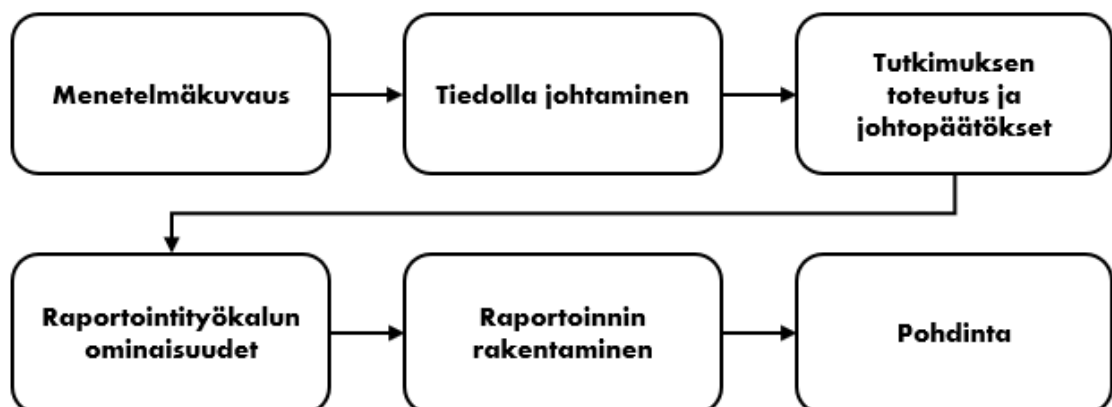 Menetelmäkuvaus
Tiedolla johtaminen
Tutkimuksen
toteutus ja
johtopäätökset
Raportointityökalun
ominaisuudet
Raportoinnin
rakentaminen
Pohdinta